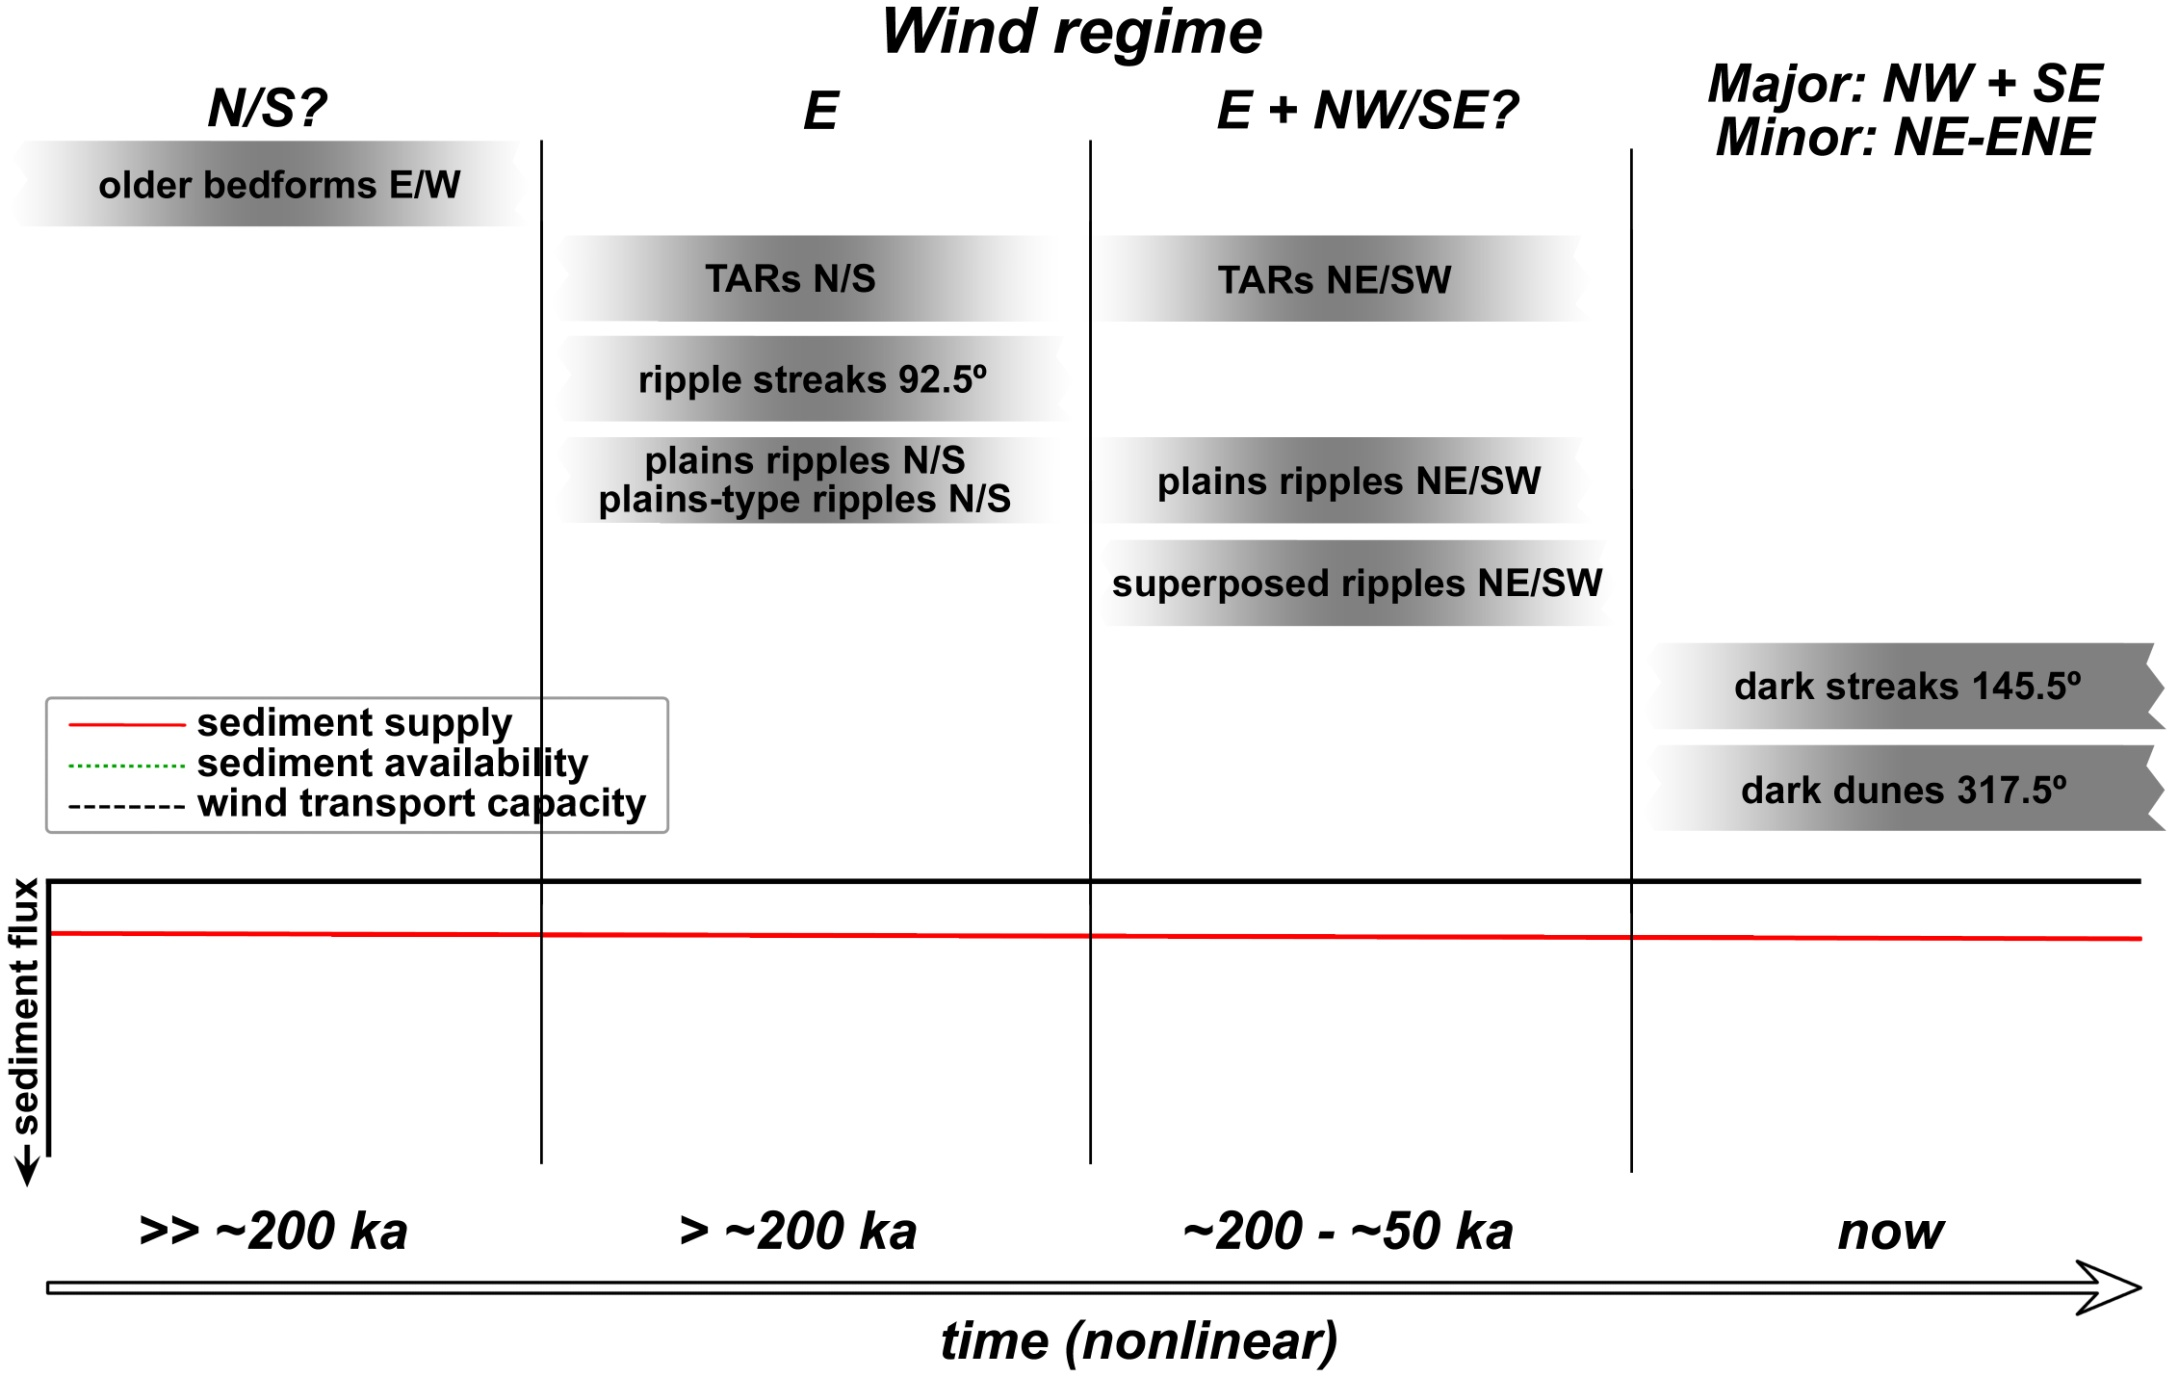 Wind regime
N/S?
E
E + NW/SE?
Major: NW + SE
Minor: NE-ENE
older bedforms E/W
TARs N/S
TARs NE/SW
ripple streaks 92.5º
plains ripples N/S
plains-type ripples N/S
plains ripples NE/SW
superposed ripples NE/SW
dark streaks 145.5º
dark dunes 317.5º
sediment supply
sediment availability
wind transport capacity
sediment flux
>> ~200 ka
> ~200 ka
~200 - ~50 ka
now
time (nonlinear)